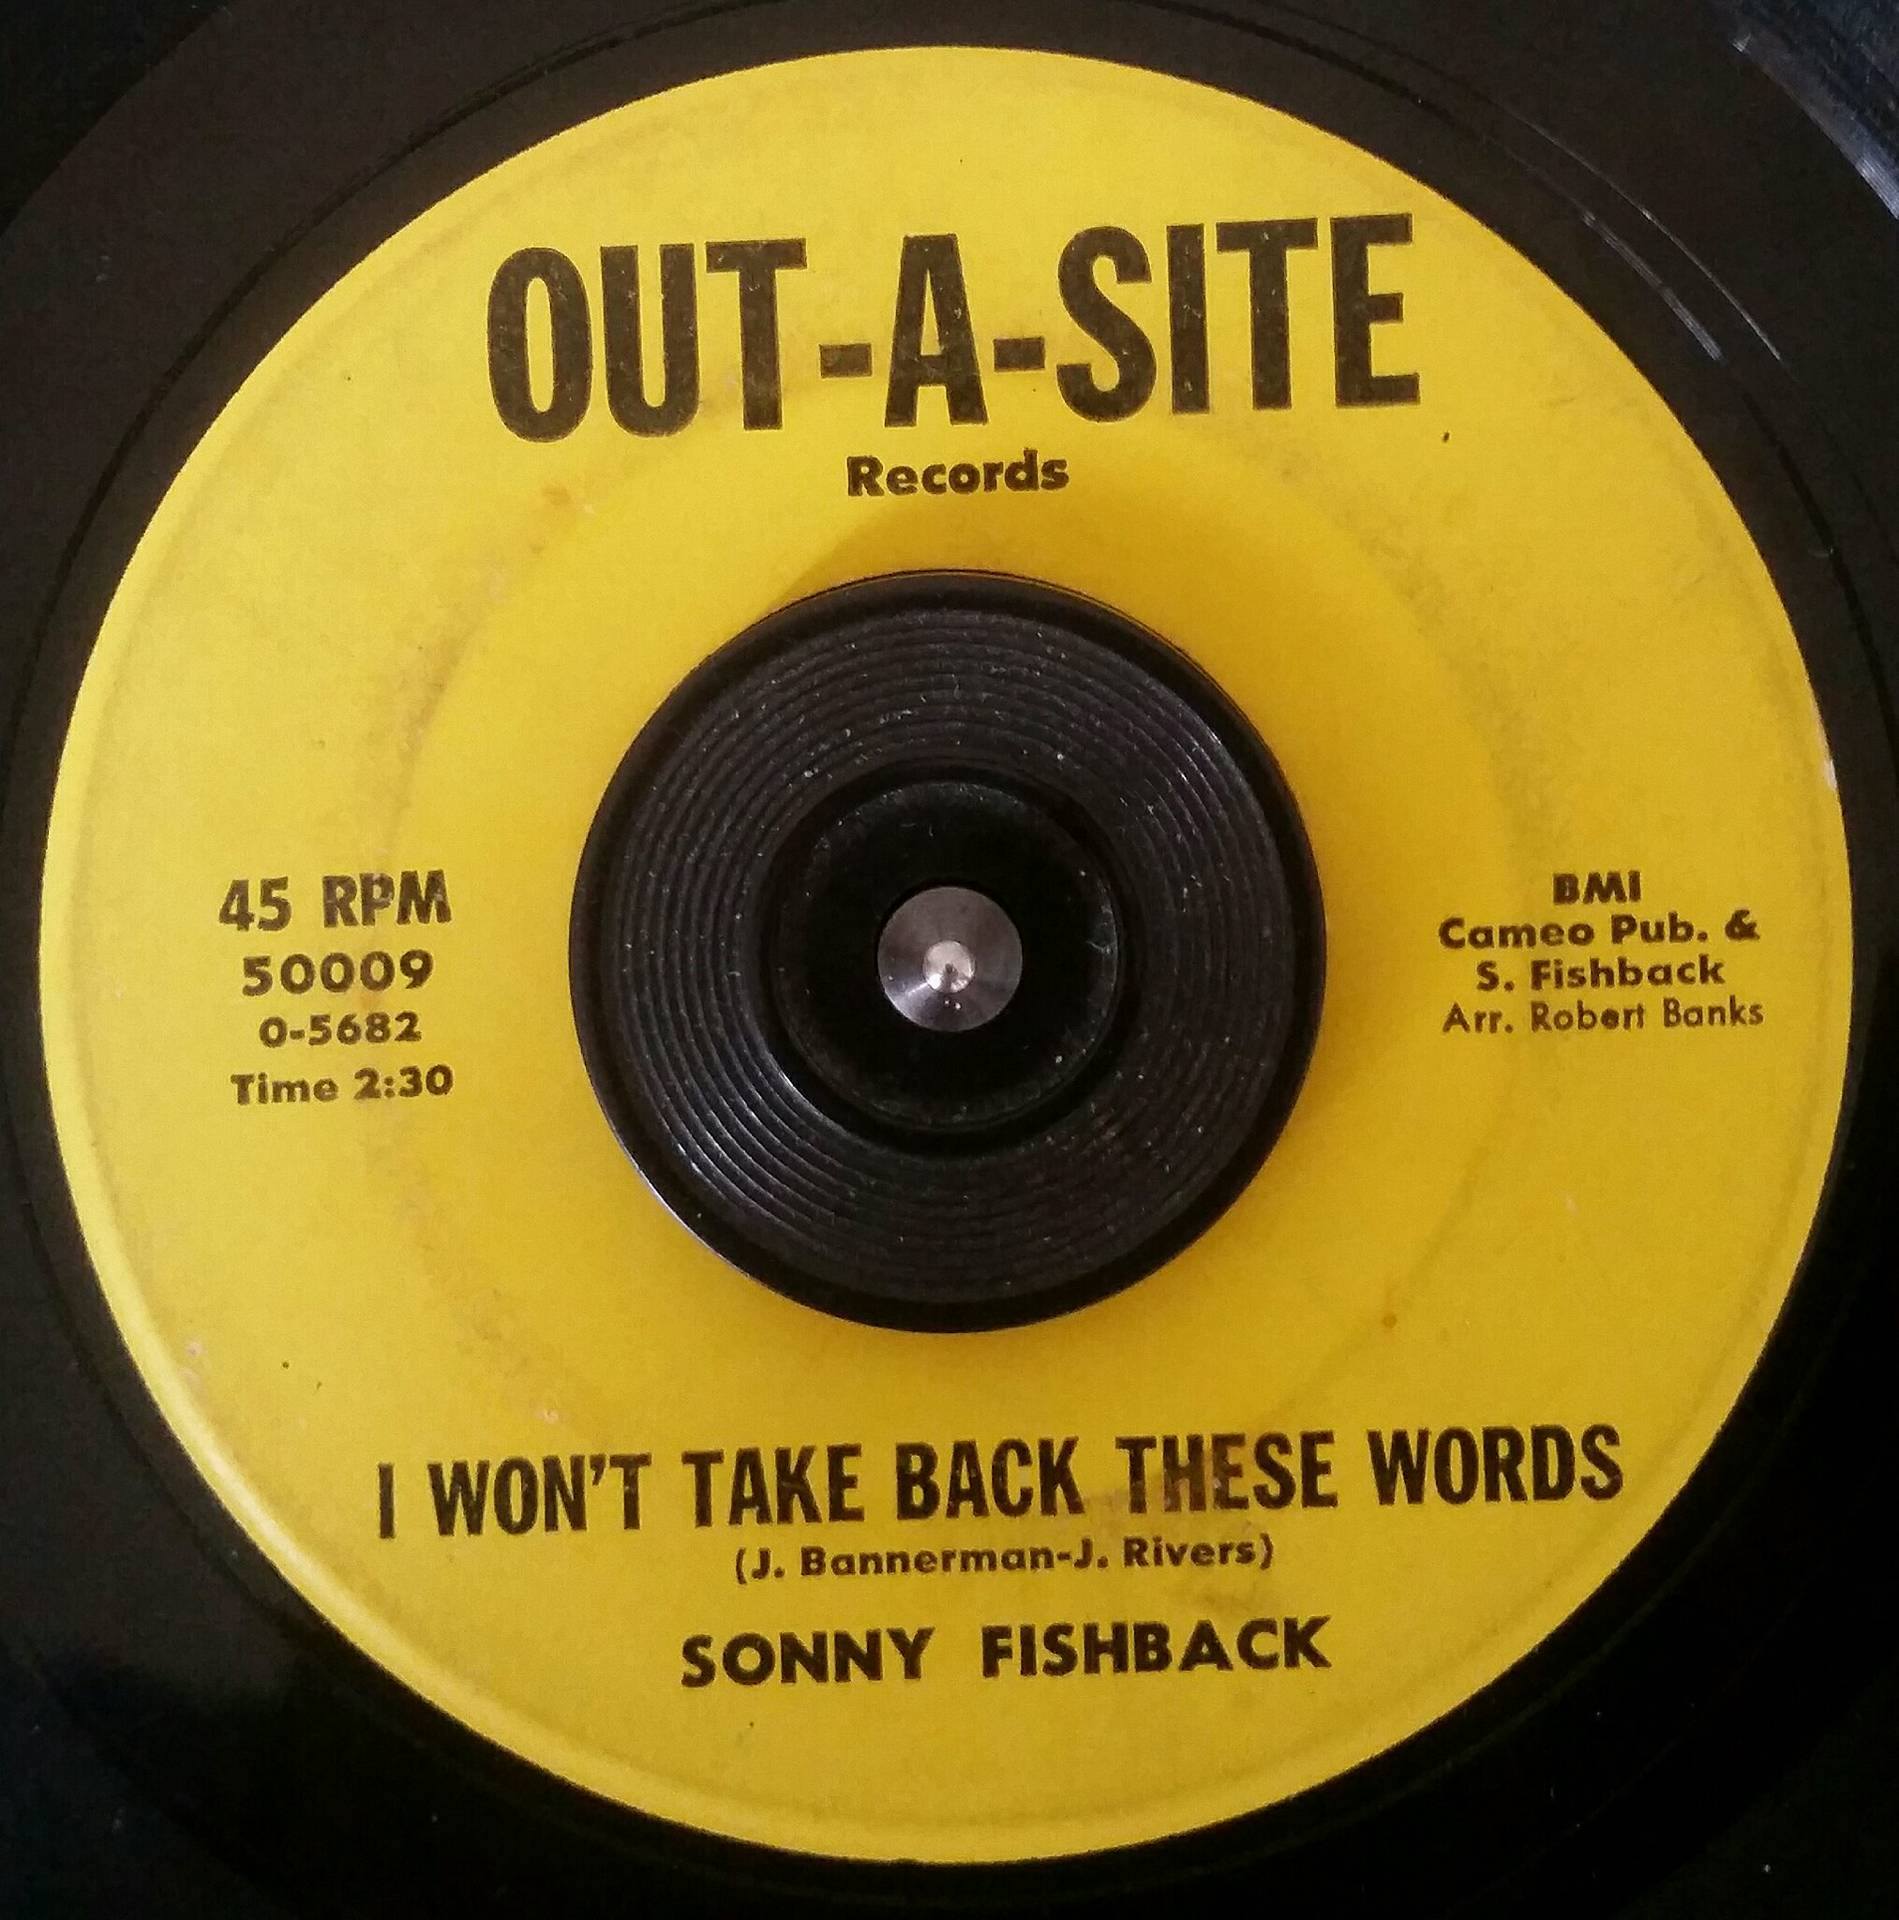 OUT-A-SITE
Records
45 RPM
50009
0-5682
Time 2:30
BMI
Cameo Pub. &
S. Fishback
Arr. Robert Banks
I WON'T TAKE BACK THESE WORDS
(J. Bannerman-J. Rivers)
SONNY FISHBACK